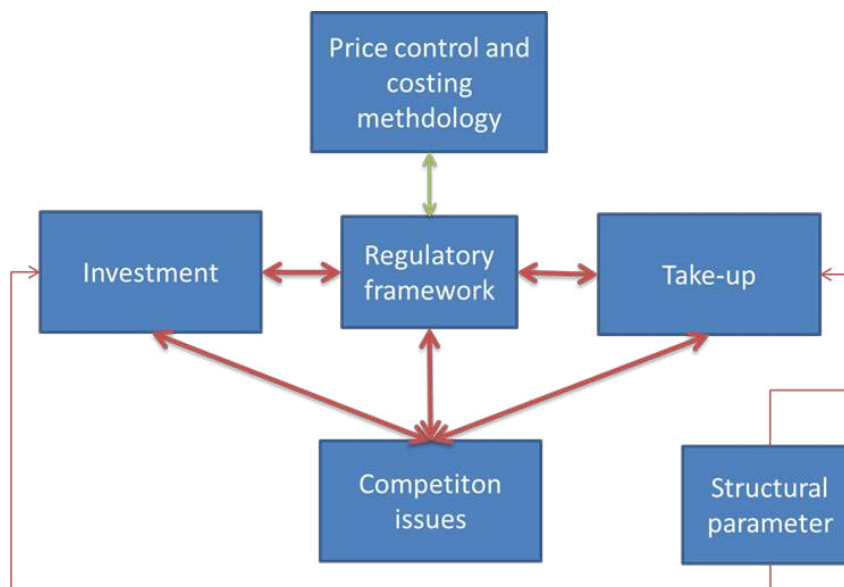 Price control and
costing
methdology
Investment
Regulatory
framework
Take-up
Competiton
issues
Structural
parameter